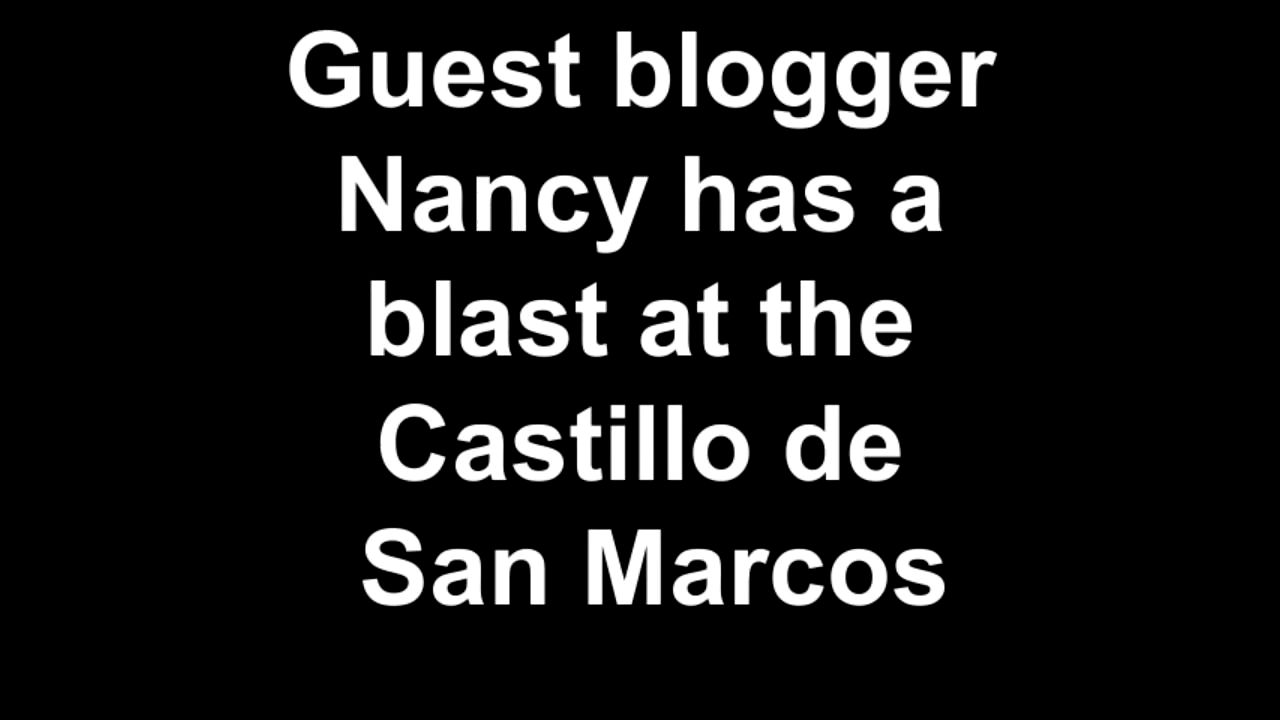 Guest blogger
Nancy has a
blast at the
Castillo de
San Marcos